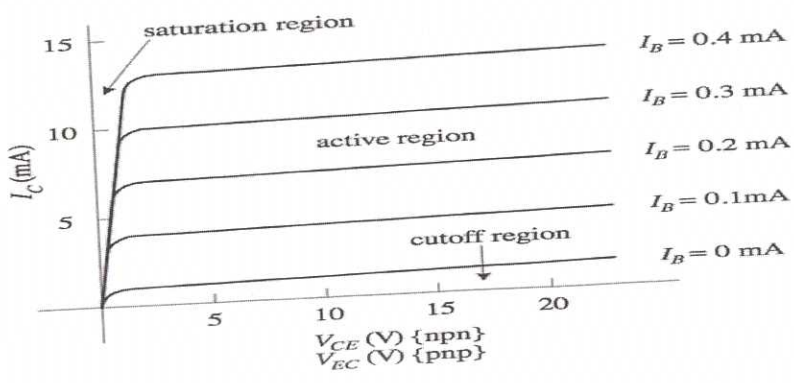 saturation region
15
I_B = 0.4 mA
I_B = 0.3 mA
10
active region
I_B = 0.2 mA
I_C (mA)
I_B = 0.1mA
5
cutoff region
I_B = 0 mA
5
10
15
20
V_CE (V) {npn}
V_EC (V) {pnp}